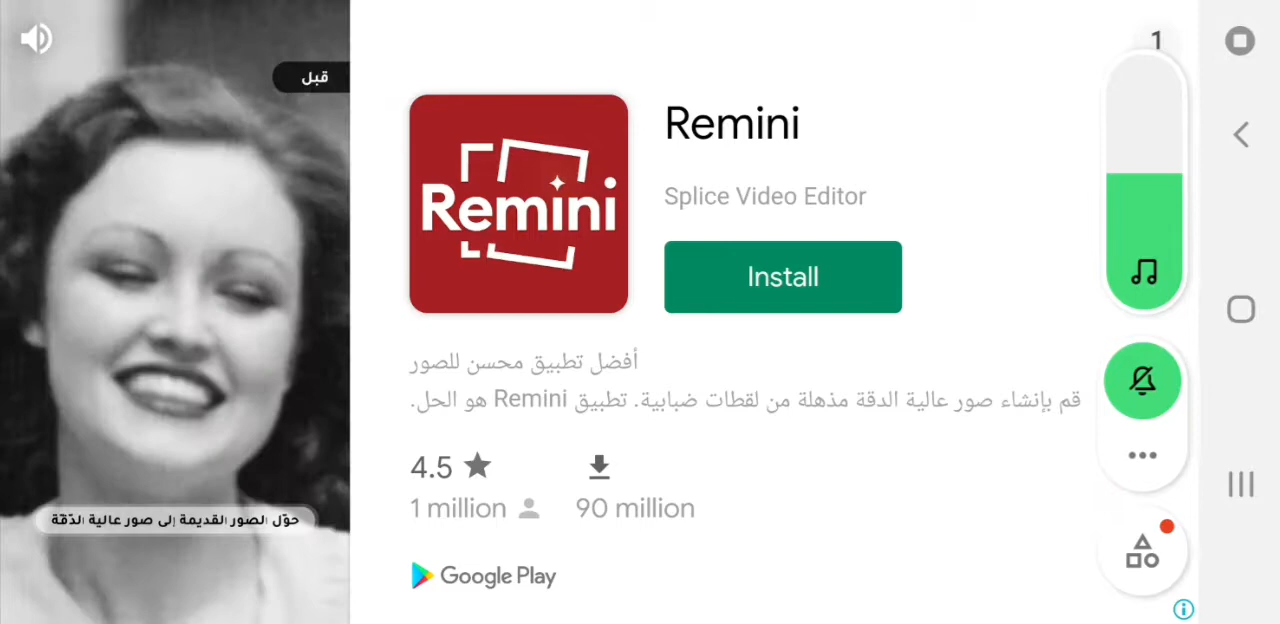 قبل
حوّل الصور القديمة إلى صور عالية الدّقّة
Remini
Remini
Splice Video Editor
Install
أفضل تطبيق محسن للصور
قم بإنشاء صور عالية الدقة مذهلة من لقطات ضبابية. تطبيق Remini هو الحل.
4.5
1 million
90 million
Google Play
1